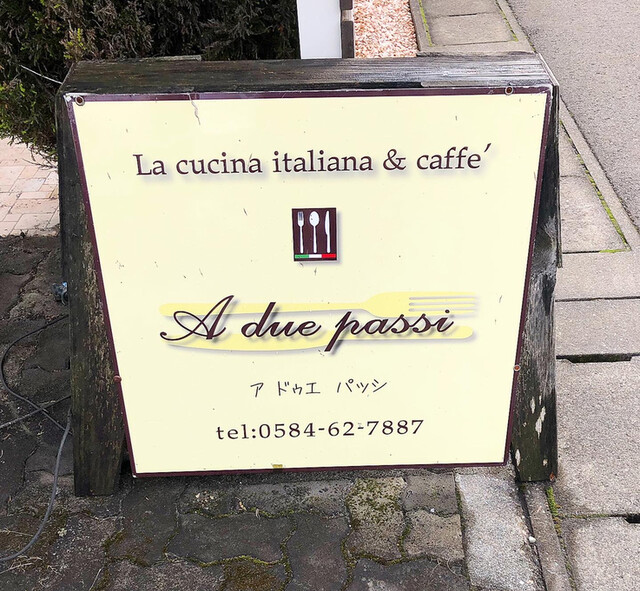 La cucina italiana & caffe´
A due passi
ア ドゥエ パッシ
tel:0584-62-7887